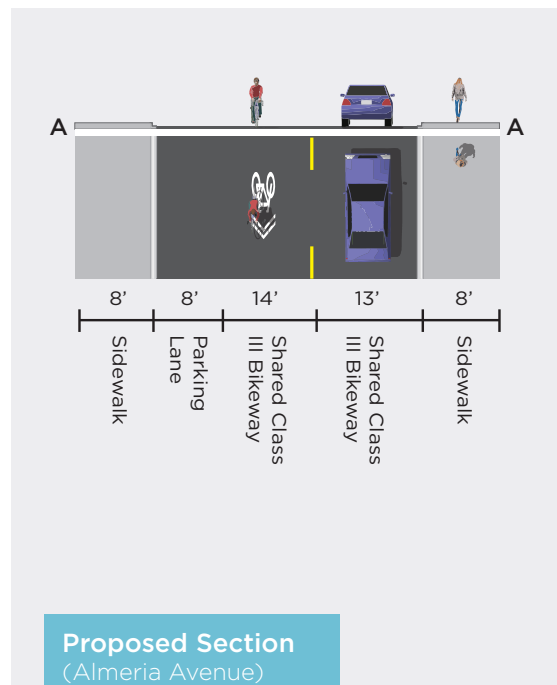 A A
8' 8' 14' 13' 8'
Sidewalk
Parking
Lane
Shared Class
III Bikeway
Shared Class
III Bikeway
Sidewalk
Proposed Section
(Almeria Avenue)